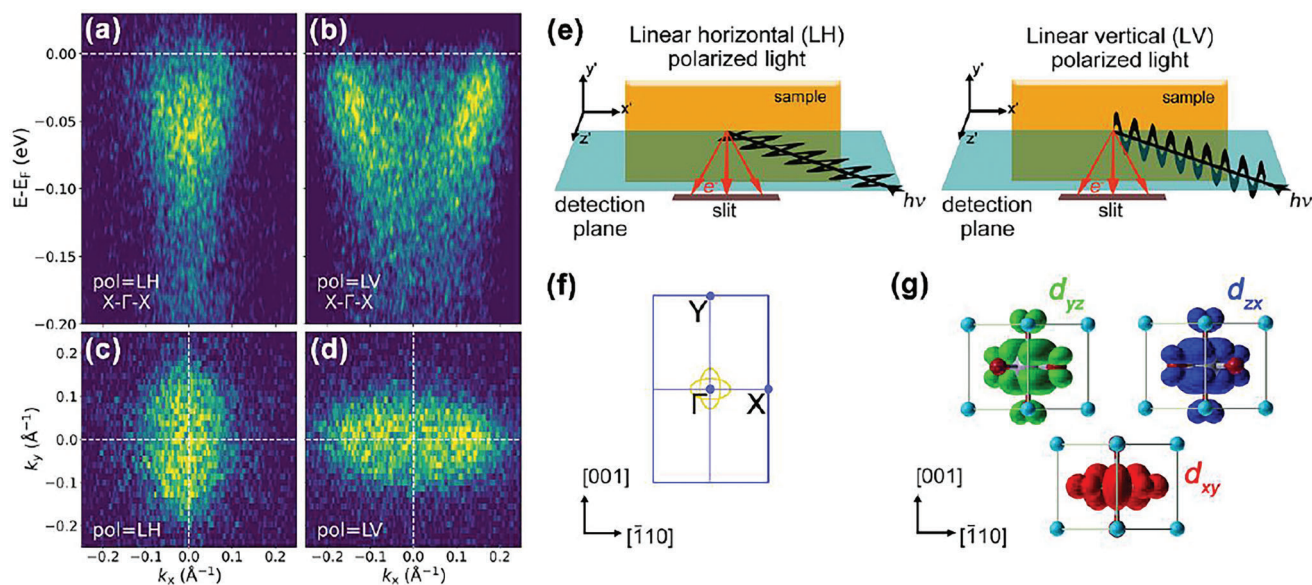 (a)
(b)
E-E_F (eV)
0.00
−0.05
−0.10
−0.15
−0.20
pol=LH
X-Γ-X
pol=LV
X-Γ-X
(c)
(d)
k_y (Å⁻¹)
0.2
0.1
0.0
−0.1
−0.2
pol=LH
pol=LV
−0.2 −0.1 0.0 0.1
−0.2 −0.1 0.0 0.1 0.2
k_x (Å⁻¹)
k_x (Å⁻¹)
(e)
Linear horizontal (LH)
polarized light
y'
x'
z'
sample
e⁻
slit
hν
detection
plane
Linear vertical (LV)
polarized light
y'
x'
z'
sample
e⁻
slit
hν
detection
plane
(f)
Y
Γ
X
[001]
[1̄10]
(g)
d_yz
d_zx
d_xy
[001]
[1̄10]